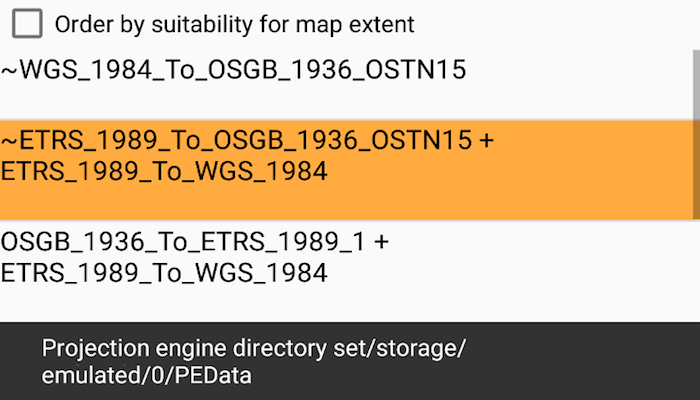 Order by suitability for map extent
~WGS_1984_To_OSGB_1936_OSTN15
~ETRS_1989_To_OSGB_1936_OSTN15 +
ETRS_1989_To_WGS_1984
OSGB_1936_To_ETRS_1989_1 +
ETRS_1989_To_WGS_1984
Projection engine directory set/storage/
emulated/0/PEData